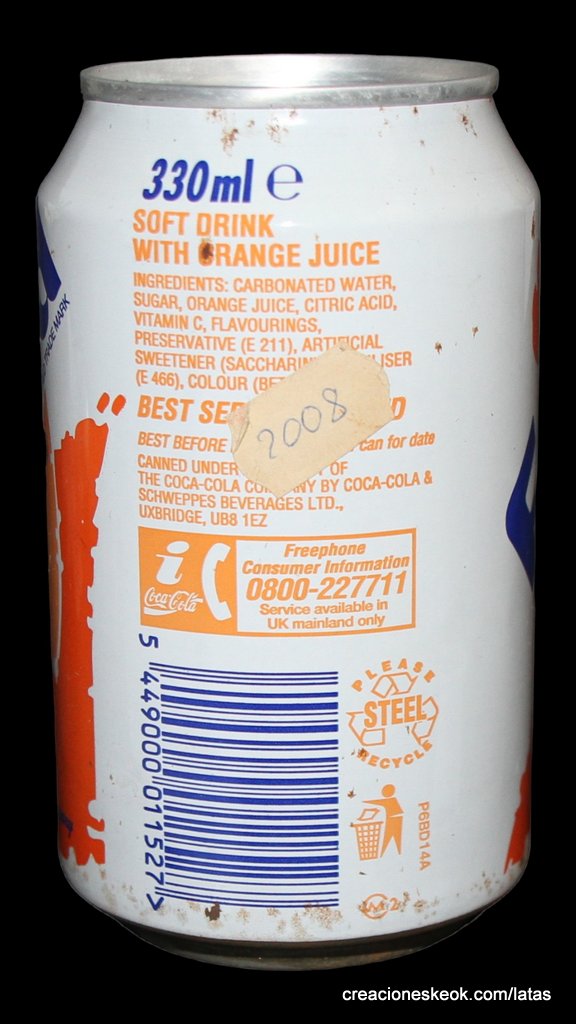 330ml e
SOFT DRINK
WITH ORANGE JUICE
INGREDIENTS: CARBONATED WATER,
SUGAR, ORANGE JUICE, CITRIC ACID,
VITAMIN C, FLAVOURINGS,
PRESERVATIVE (E 211), ARTIFICIAL
SWEETENER (SACCHARIN
(E 466), COLOUR
BEST
BEST BEFORE can for date
2008
CANNED UNDER OF
THE COCA-COLA COMPANY BY COCA-COLA &
SCHWEPPES BEVERAGES LTD.,
UXBRIDGE, UB8 1EZ
i
Coca-Cola
Freephone
Consumer Information
0800-227711
Service available in
UK mainland only
5 449000 011527>
PLEASE
STEEL
RECYCLE
P6BD14A
TRADE MARK
creacioneskeok.com/latas